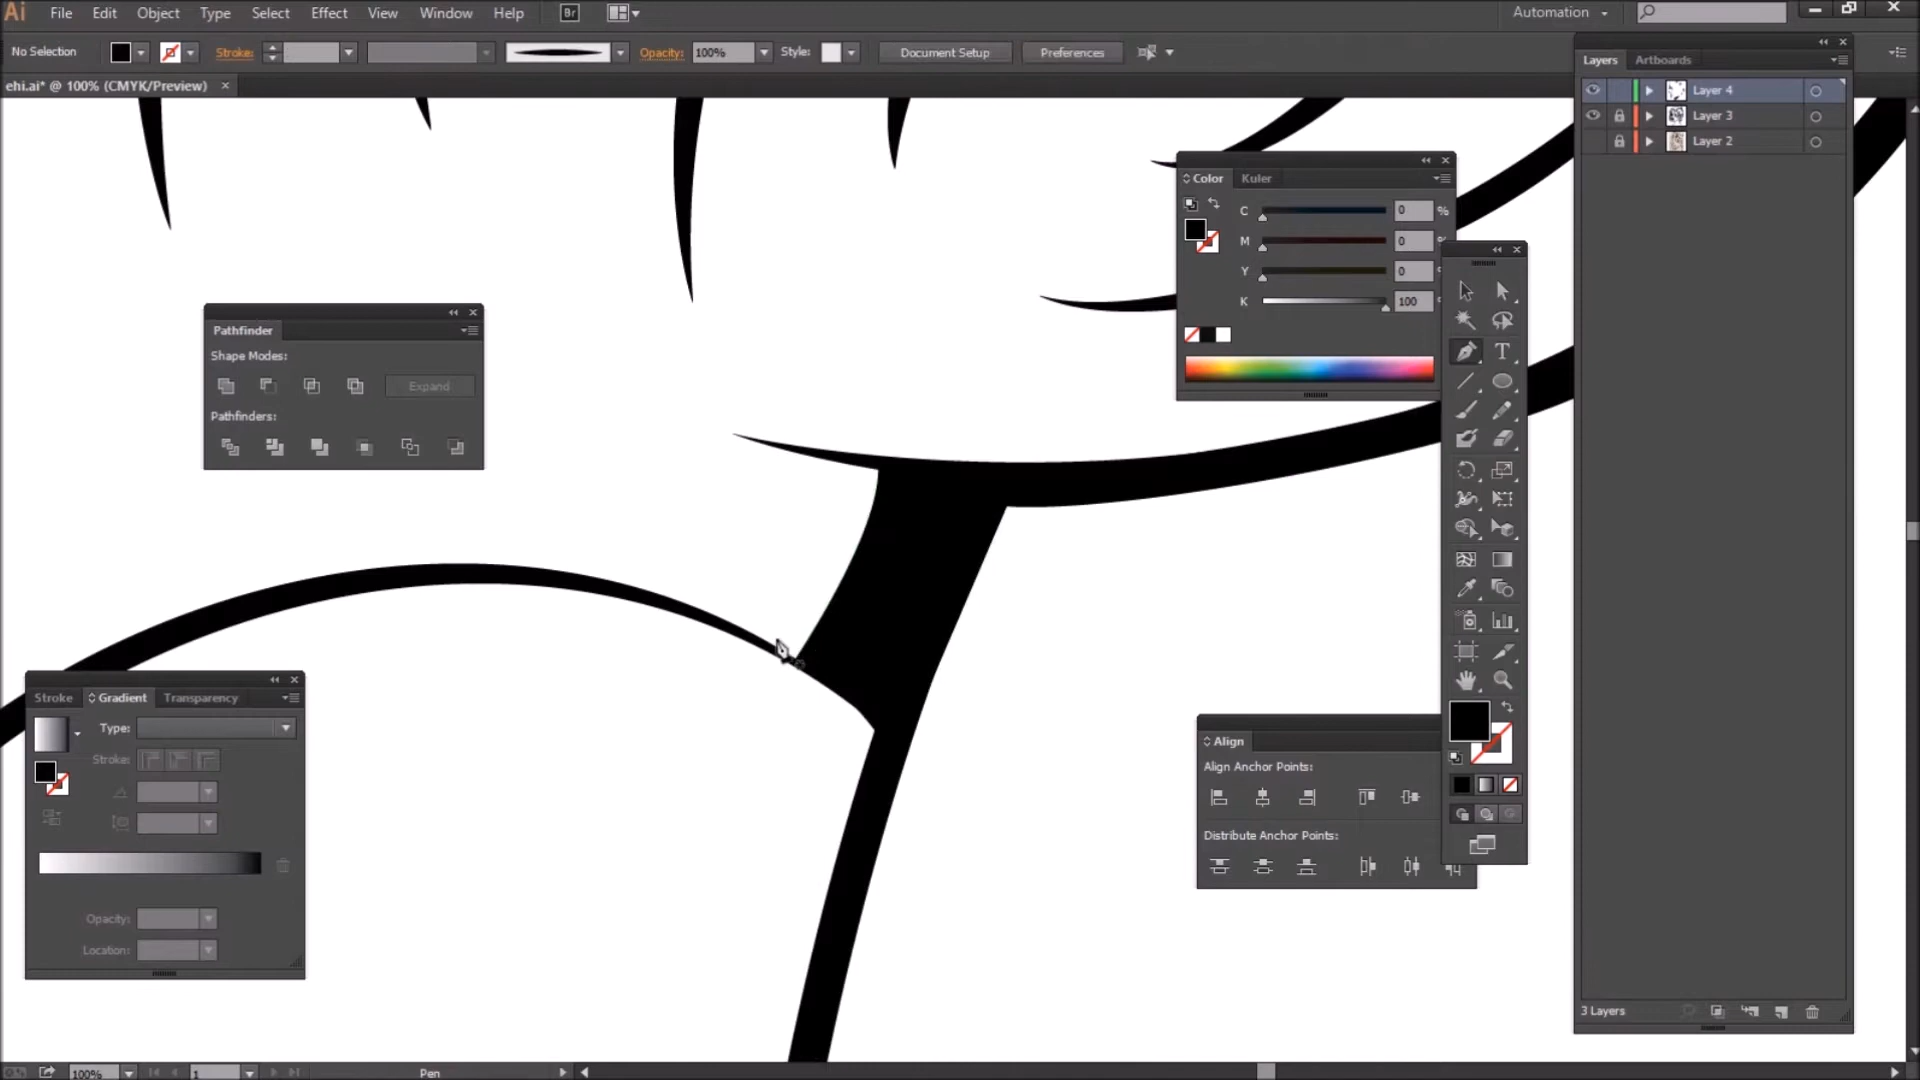 Ai File Edit Object Type Select Effect View Window Help Br Automation
No Selection Stroke: Opacity: 100% Style: Document Setup Preferences
ehi.ai* @ 100% (CMYK/Preview)
Layers Artboards
Layer 4
Layer 3
Layer 2
3 Layers
Color Kuler
C 0 %
M 0 %
Y 0
K 100
Pathfinder
Shape Modes:
Expand
Pathfinders:
Stroke Gradient Transparency
Type:
Stroke:
Opacity:
Location:
Align
Align Anchor Points:
Distribute Anchor Points:
T
100% 1 Pen